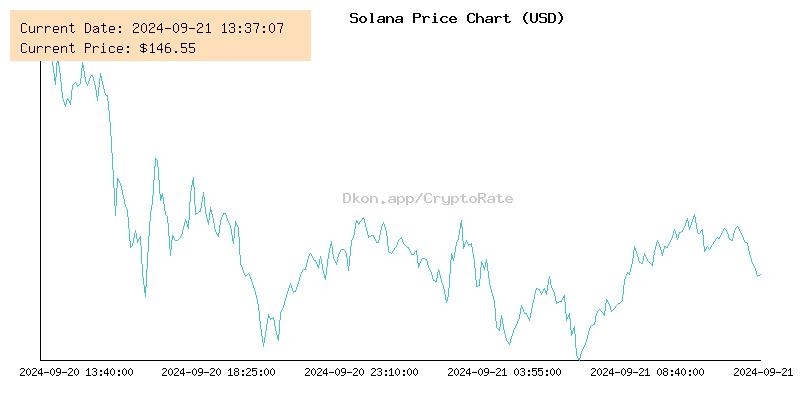 Solana Price Chart (USD)
Current Date: 2024-09-21 13:37:07
Current Price: $146.55
Dkon.app/CryptoRate
2024-09-20 13:40:00 2024-09-20 18:25:00 2024-09-20 23:10:00 2024-09-21 03:55:00 2024-09-21 08:40:00 2024-09-21